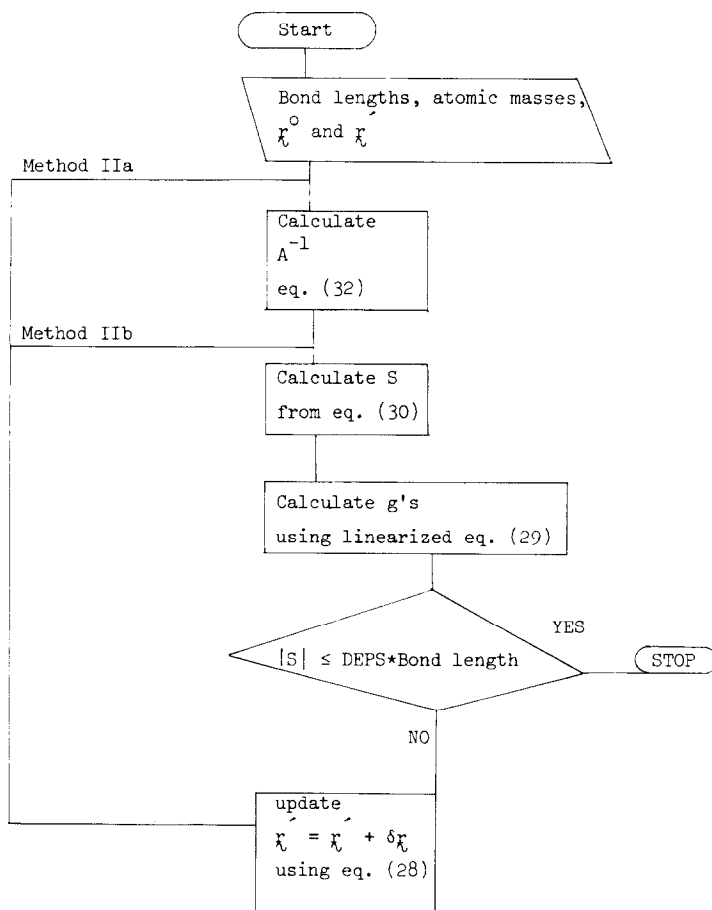 Start
Bond lengths, atomic masses,
r° and r´
Method IIa
Calculate
A⁻¹
eq. (32)
Method IIb
Calculate S
from eq. (30)
Calculate g's
using linearized eq. (29)
YES
|S| ≤ DEPS*Bond length
STOP
NO
update
r´ = r´ + δr
using eq. (28)